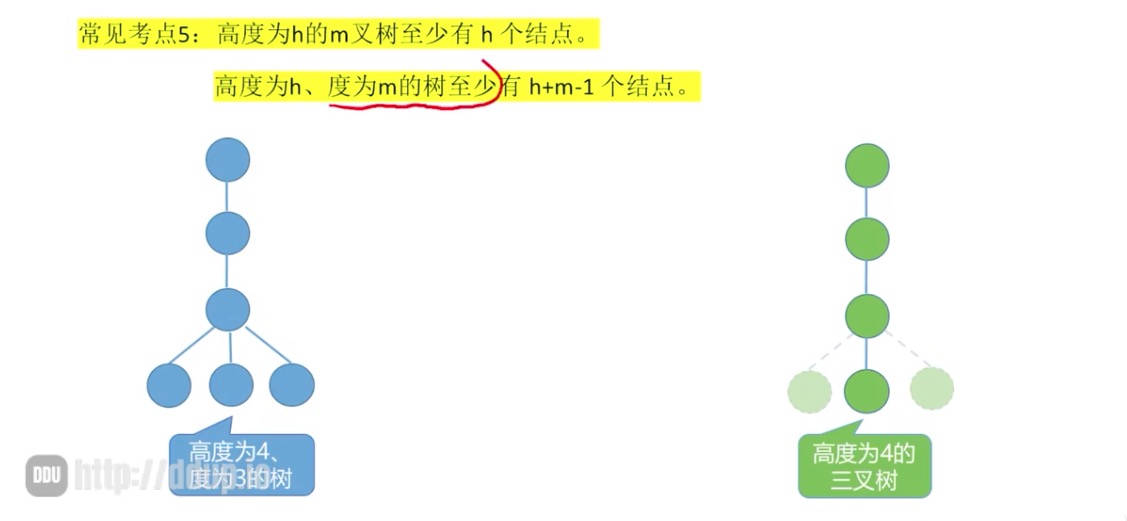 常见考点5：高度为h的m叉树至少有 h 个结点。
高度为h、度为m的树至少有 h+m-1 个结点。
高度为4、
度为3的树
高度为4的
三叉树
DDU http://ddup.io